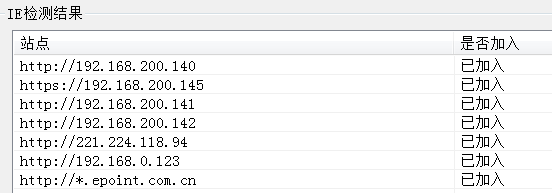 IE检测结果
站点 是否加入
http://192.168.200.140 已加入
https://192.168.200.145 已加入
http://192.168.200.141 已加入
http://192.168.200.142 已加入
http://221.224.118.94 已加入
http://192.168.0.123 已加入
http://*.epoint.com.cn 已加入